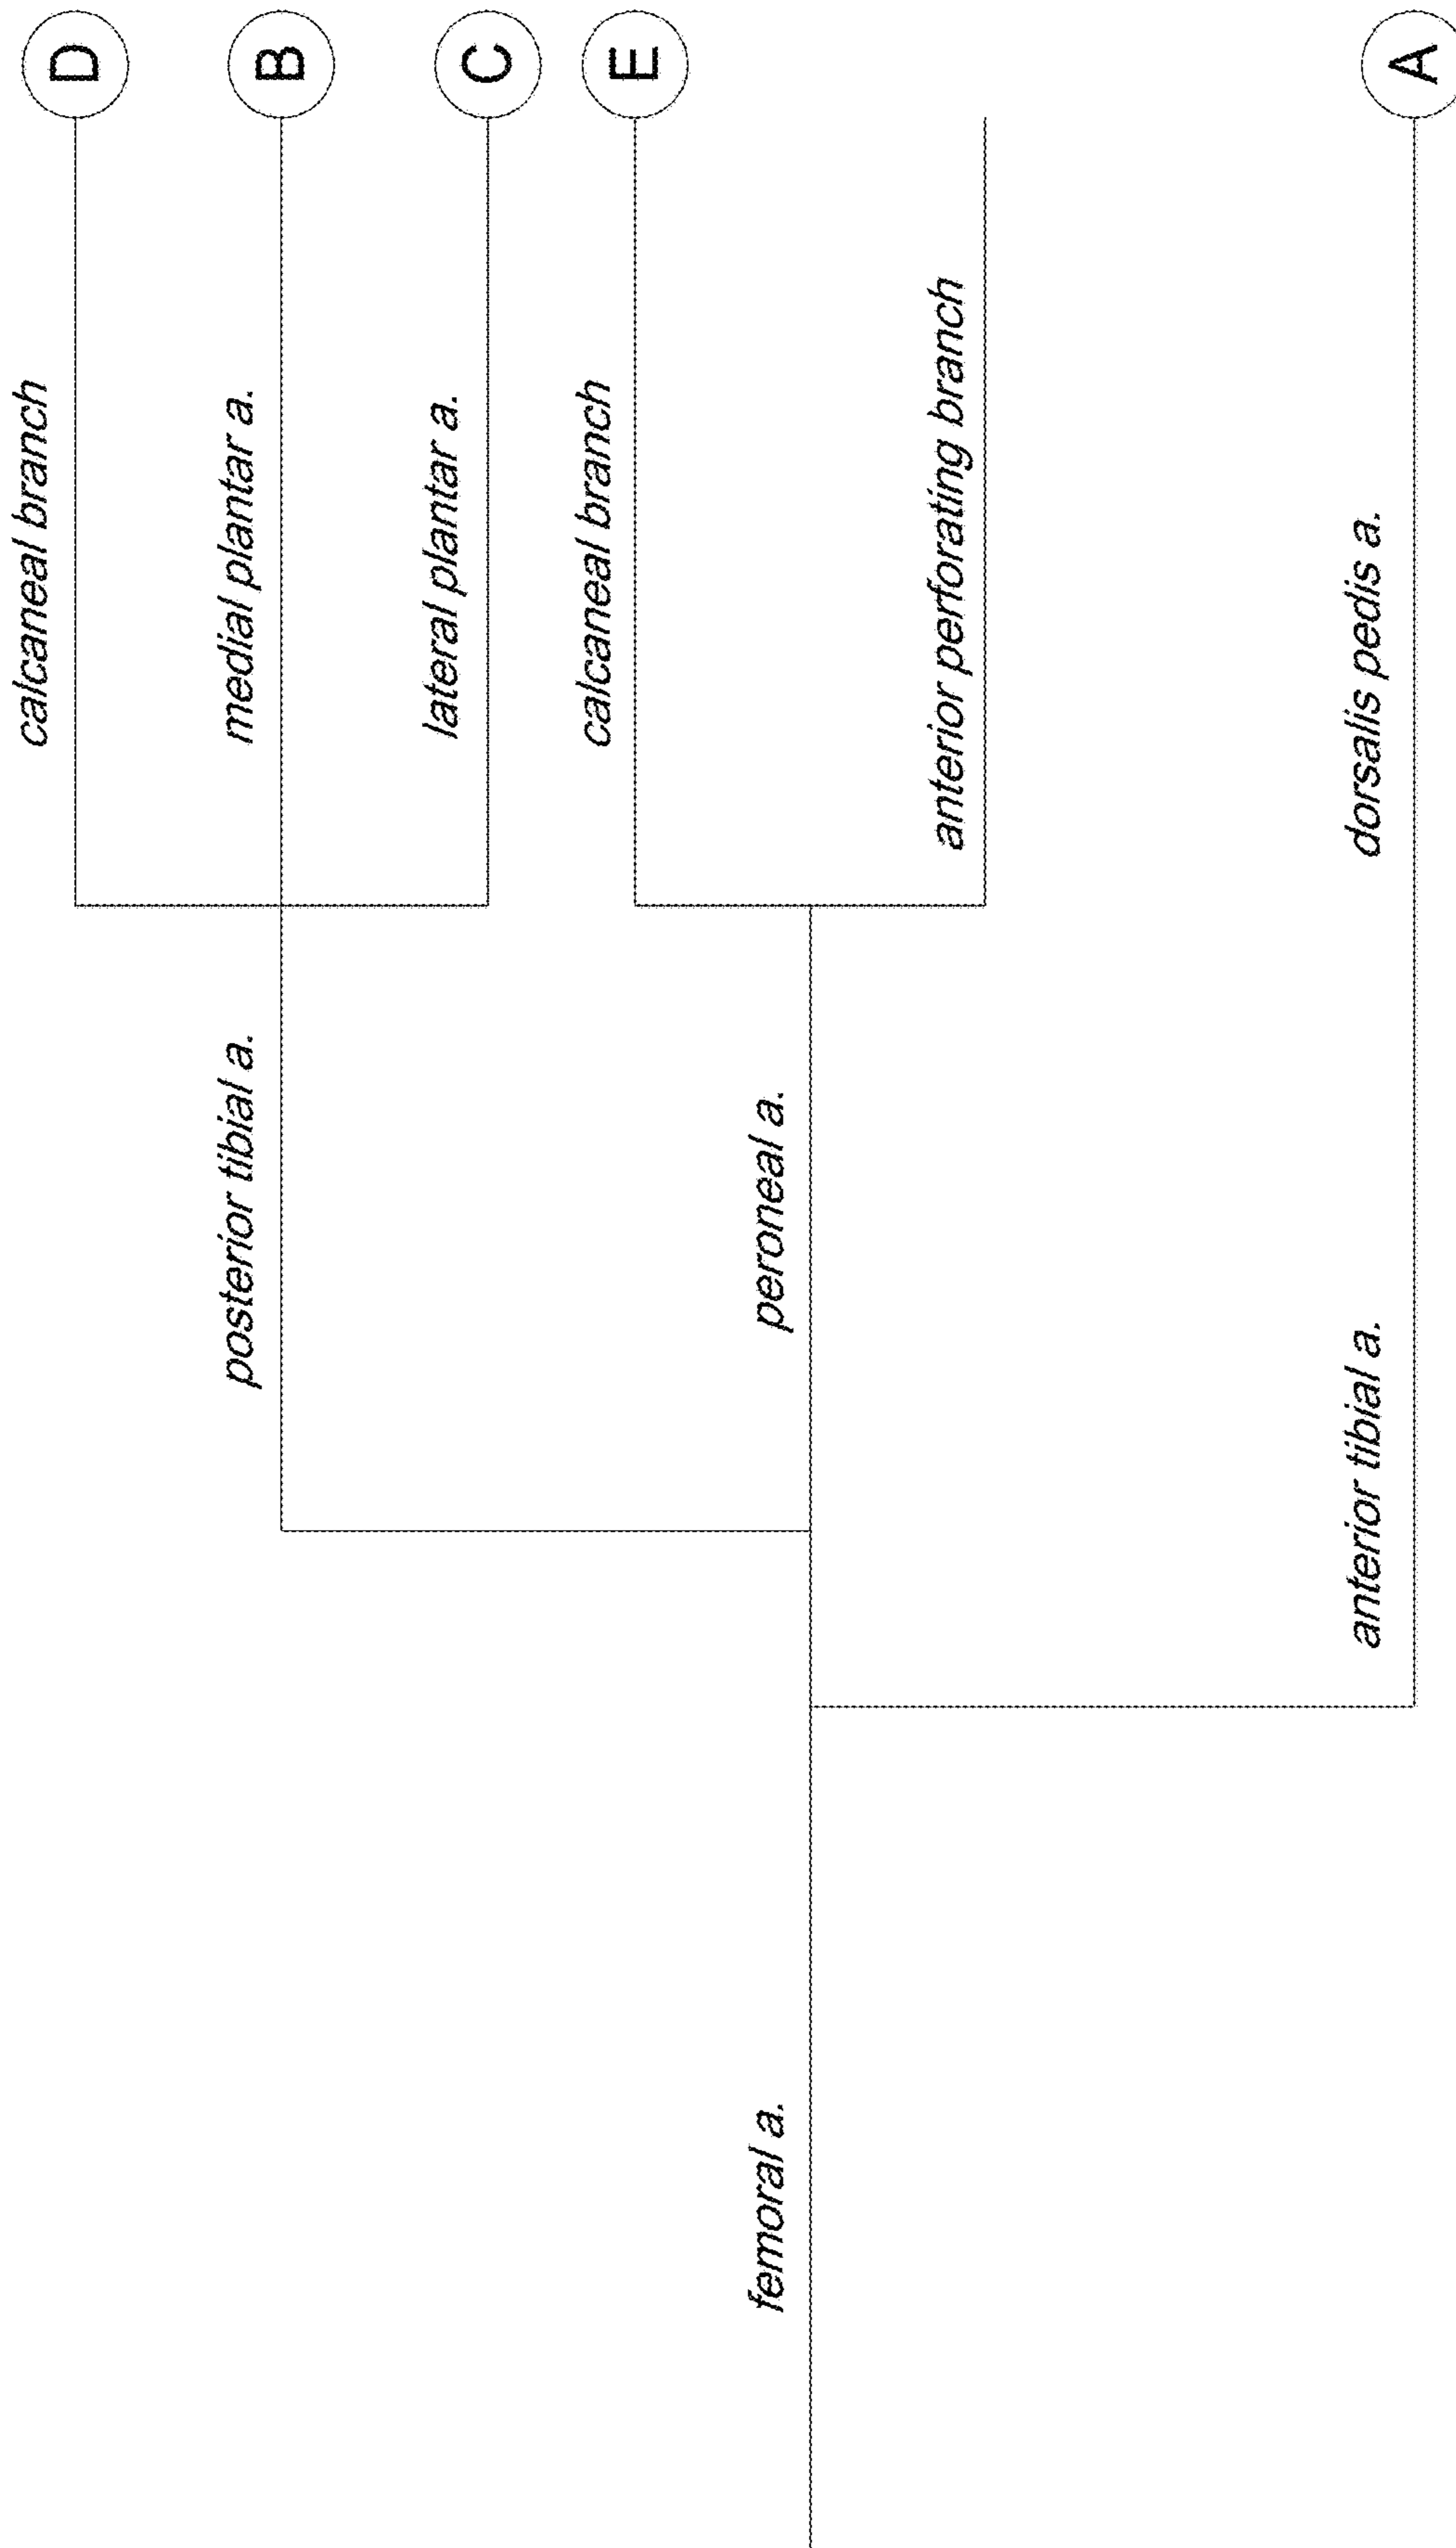 D
B
C
E
A
calcaneal branch
medial plantar a.
lateral plantar a.
calcaneal branch
anterior perforating branch
dorsalis pedis a.
posterior tibial a.
peroneal a.
anterior tibial a.
femoral a.